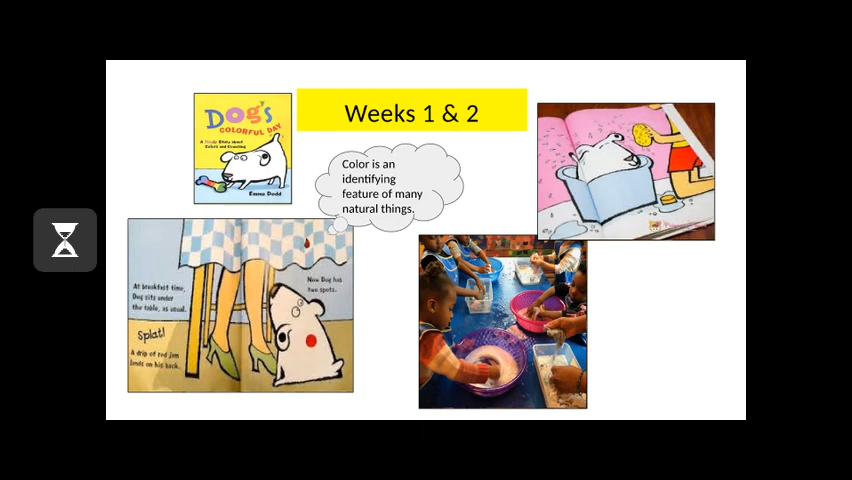 Weeks 1 & 2
Dog's
COLORFUL DAY
A Messy Story about
Colors and Counting
Emma Dodd
Color is an
identifying
feature of many
natural things.
At breakfast time,
Dog sits under
the table, as usual.
Splat!
A drip of red jam
lands on his back.
Now Dog has
two spots.